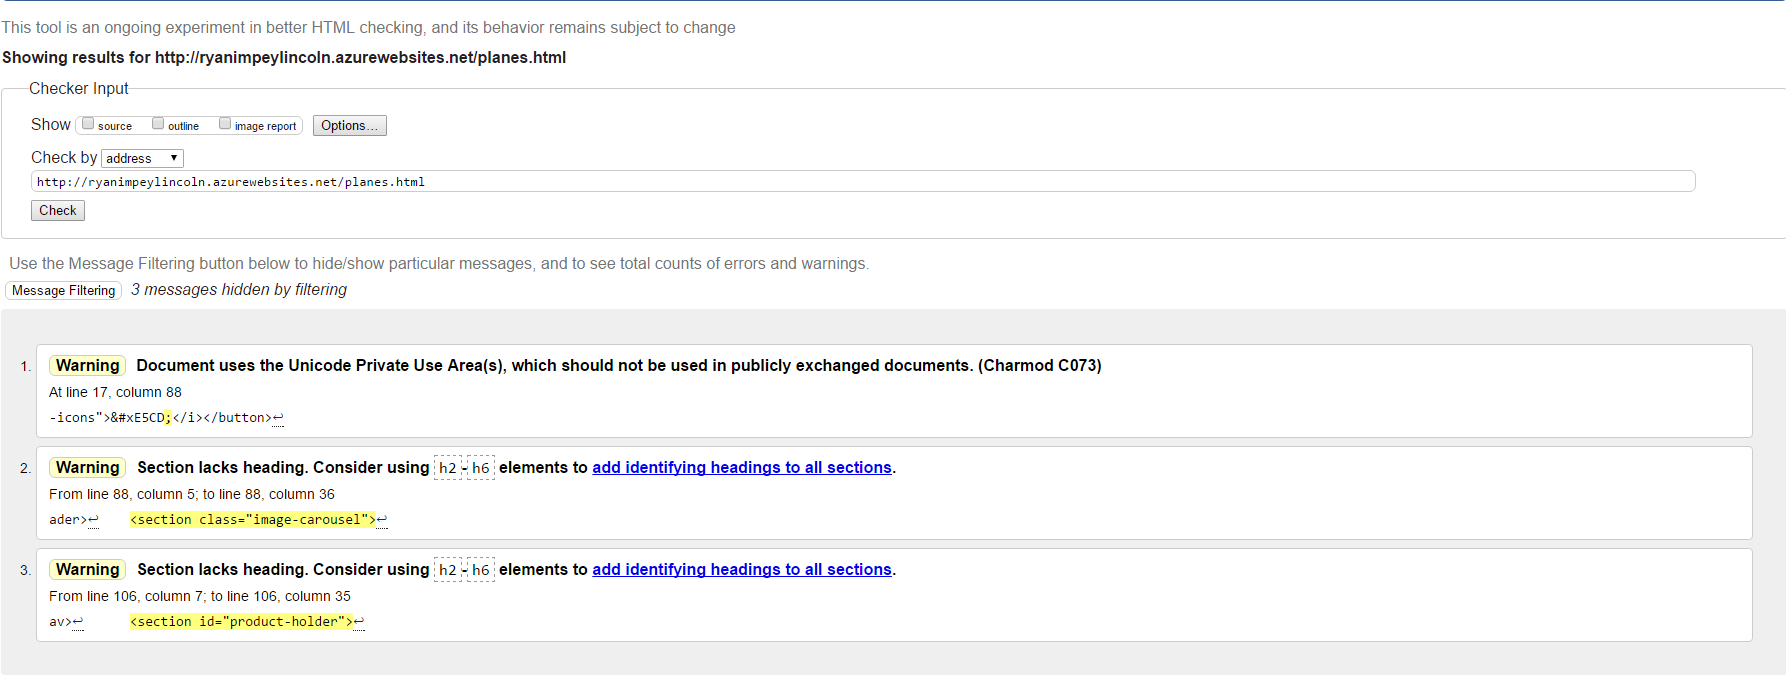 This tool is an ongoing experiment in better HTML checking, and its behavior remains subject to change
Showing results for http://ryanimpeylincoln.azurewebsites.net/planes.html
Checker Input
Show source outline image report Options...
Check by address ▼
http://ryanimpeylincoln.azurewebsites.net/planes.html
Check
Use the Message Filtering button below to hide/show particular messages, and to see total counts of errors and warnings.
Message Filtering 3 messages hidden by filtering
1. Warning Document uses the Unicode Private Use Area(s), which should not be used in publicly exchanged documents. (Charmod C073)
At line 17, column 88
-icons">&#xE5CD;</i></button>↩
2. Warning Section lacks heading. Consider using h2-h6 elements to add identifying headings to all sections.
From line 88, column 5; to line 88, column 36
ader>↩ <section class="image-carousel">↩
3. Warning Section lacks heading. Consider using h2-h6 elements to add identifying headings to all sections.
From line 106, column 7; to line 106, column 35
av>↩ <section id="product-holder">↩